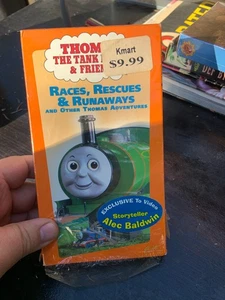 THOM
THE TANK
& FRIE
Kmart
$9.99
RACES, RESCUES
& RUNAWAYS
AND OTHER THOMAS ADVENTURES
EXCLUSIVE To Video
Storyteller
Alec Baldwin